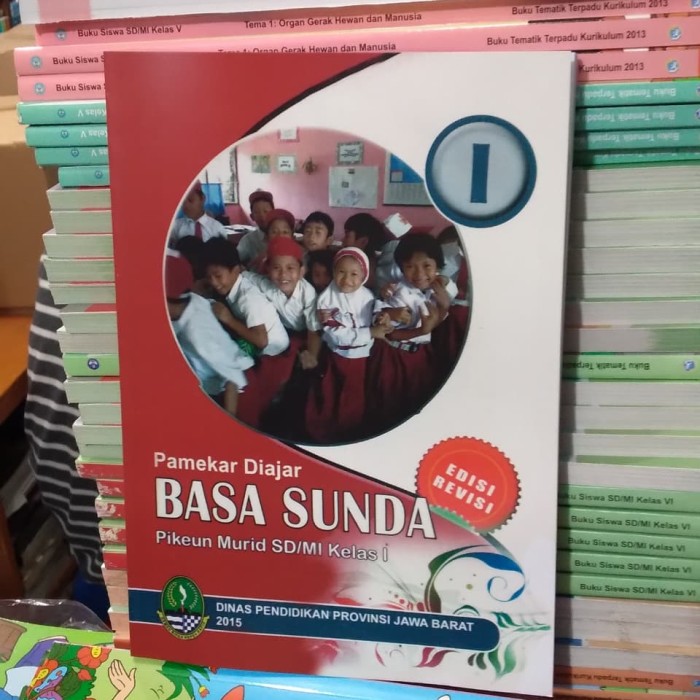 Buku Siswa SD/MI Kelas V
Tema 1: Organ Gerak Hewan dan Manusia
Buku Tematik Terpadu Kurikulum 2013
Tema 1: Organ Gerak Hewan dan Manusia
Buku Tematik Terpadu Kurikulum 2013
Buku Siswa S
Kurikulum 2013
Buku Siswa
I
EDISI
REVISI
Pamekar Diajar
BASA SUNDA
Pikeun Murid SD/MI Kelas I
DINAS PENDIDIKAN PROVINSI JAWA BARAT
2015
Buku Tematik Terpadu
Kelas V
Buku Tematik
Buku Siswa SD/MI Kelas VI
Buku Siswa SD/MI Kelas VI
Buku Siswa SD/MI Kelas VI
Buku Siswa SD/MI Kelas VI
Buku Siswa SD/MI Kelas VI